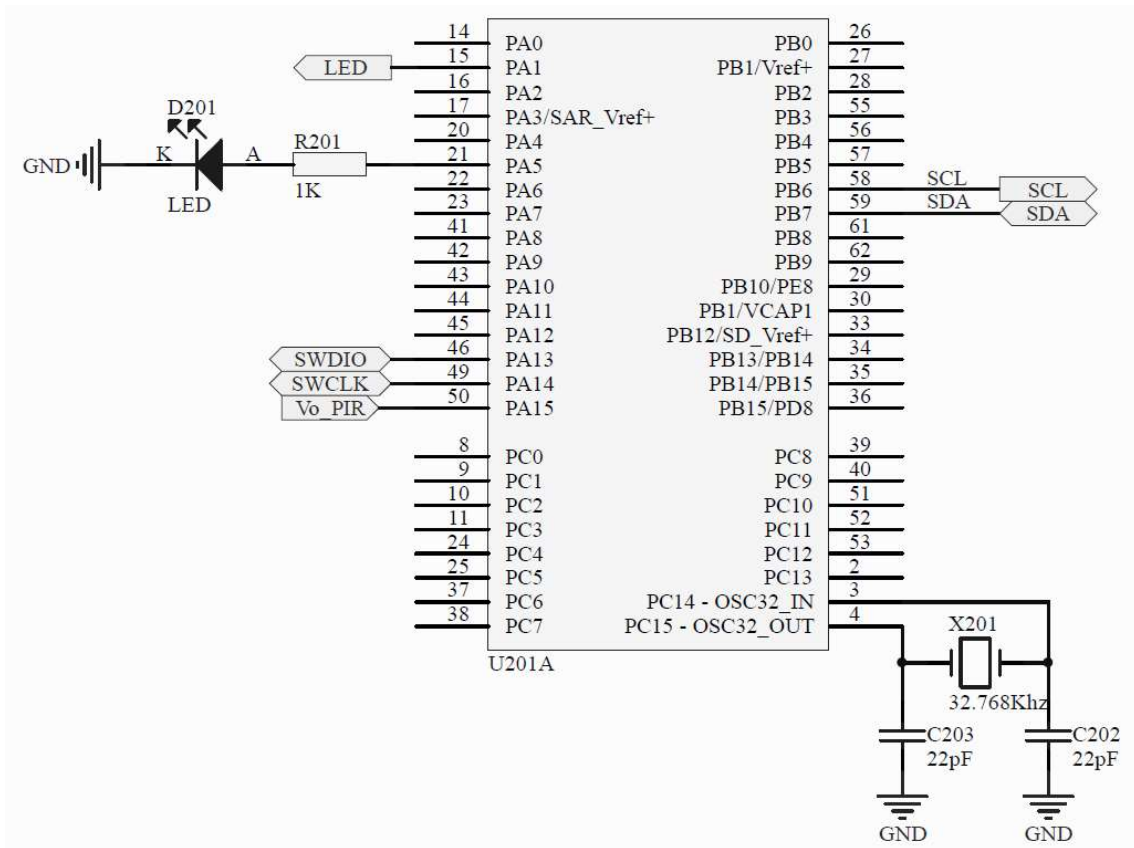 14 PA0 PB0 26
LED 15 PA1 PB1/Vref+ 27
16 PA2 PB2 28
D201 17 PA3/SAR_Vref+ PB3 55
R201 20 PA4 PB4 56
GND K A 21 PA5 PB5 57
1K 22 PA6 PB6 58 SCL SCL
LED 23 PA7 PB7 59 SDA SDA
41 PA8 PB8 61
42 PA9 PB9 62
43 PA10 PB10/PE8 29
44 PA11 PB1/VCAP1 30
45 PA12 PB12/SD_Vref+ 33
SWDIO 46 PA13 PB13/PB14 34
SWCLK 49 PA14 PB14/PB15 35
Vo_PIR 50 PA15 PB15/PD8 36
8 PC0 PC8 39
9 PC1 PC9 40
10 PC2 PC10 51
11 PC3 PC11 52
24 PC4 PC12 53
25 PC5 PC13 2
37 PC6 PC14 - OSC32_IN 3
38 PC7 PC15 - OSC32_OUT 4
X201
U201A
32.768Khz
C203 C202
22pF 22pF
GND GND